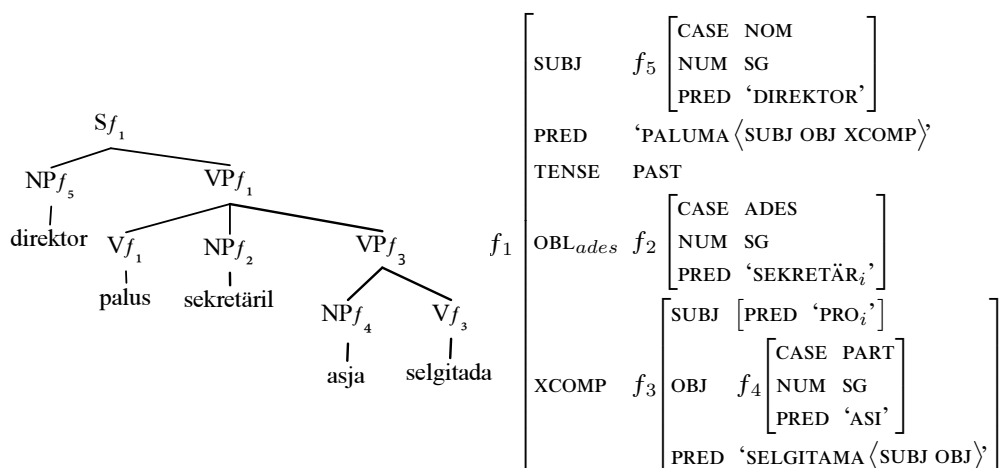 Sf₁
NPf₅ VPf₁
direktor Vf₁ NPf₂ VPf₃
palus sekretäril NPf₄ Vf₃
asja selgitada
f₁
SUBJ f₅ [CASE NOM
NUM SG
PRED ‘DIREKTOR’]
PRED ‘PALUMA⟨SUBJ OBJ XCOMP⟩’
TENSE PAST
OBL_ades f₂ [CASE ADES
NUM SG
PRED ‘SEKRETÄRᵢ’]
XCOMP f₃ [SUBJ [PRED ‘PROᵢ’]
OBJ f₄ [CASE PART
NUM SG
PRED ‘ASI’]
PRED ‘SELGITAMA⟨SUBJ OBJ⟩’]